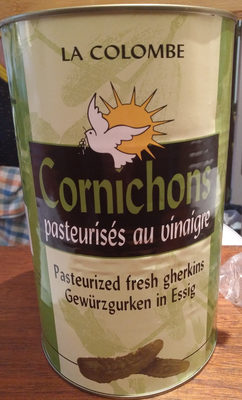 LA COLOMBE
Cornichons
pasteurisés au vinaigre
Pasteurized fresh gherkins
Gewürzgurken in Essig